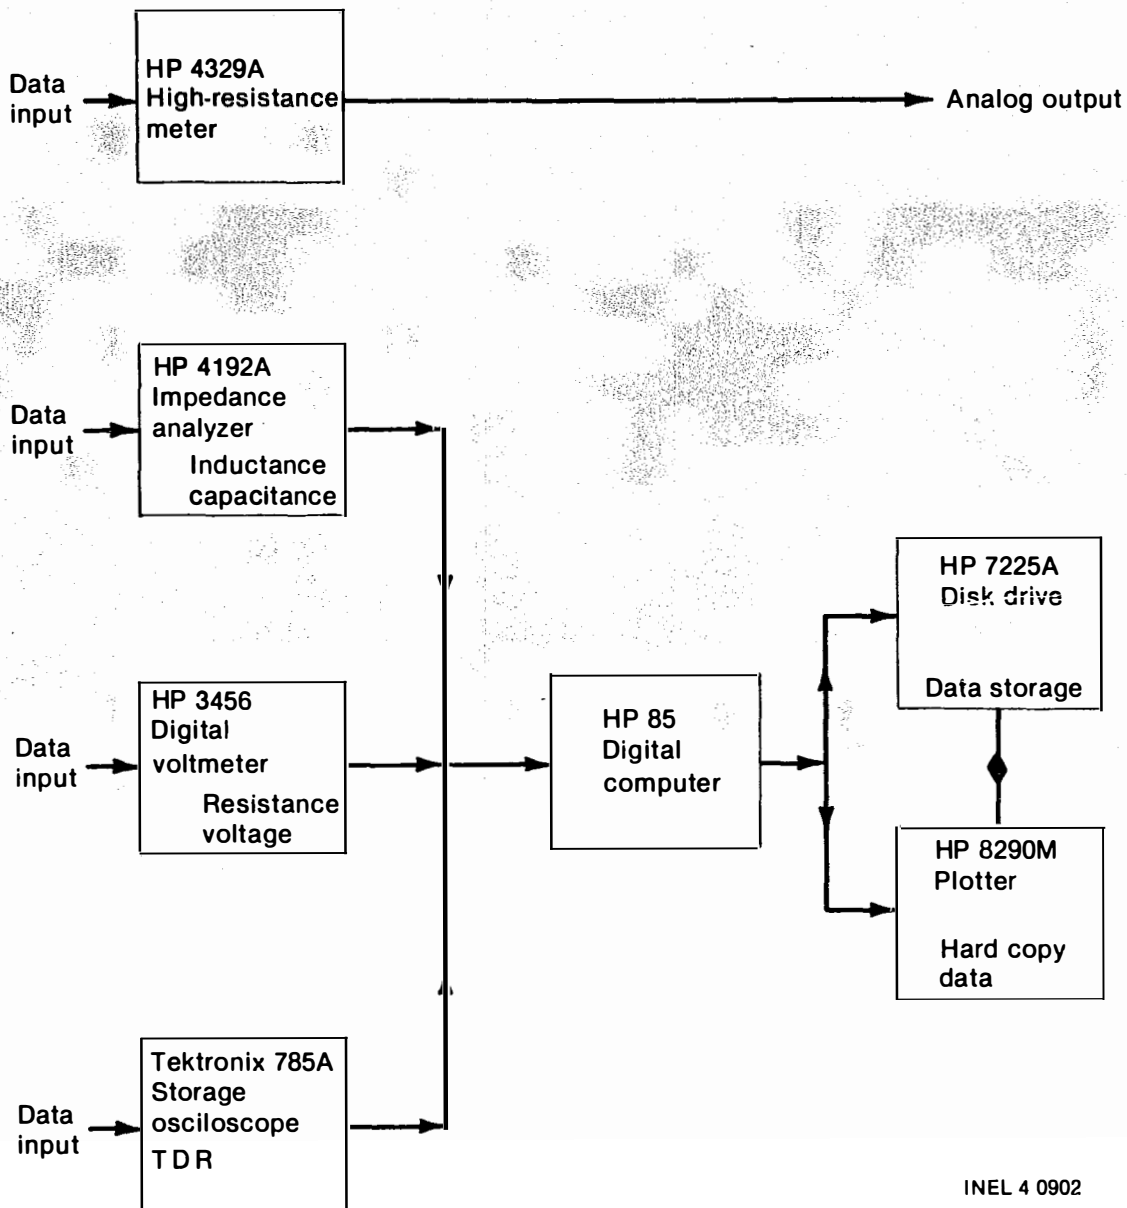 Data
input
HP 4329A
High-resistance
meter
Analog output
Data
input
HP 4192A
Impedance
analyzer
Inductance
capacitance
Data
input
HP 3456
Digital
voltmeter
Resistance
voltage
HP 85
Digital
computer
HP 7225A
Disk drive
Data storage
HP 8290M
Plotter
Hard copy
data
Data
input
Tektronix 785A
Storage
osciloscope
TDR
INEL 4 0902